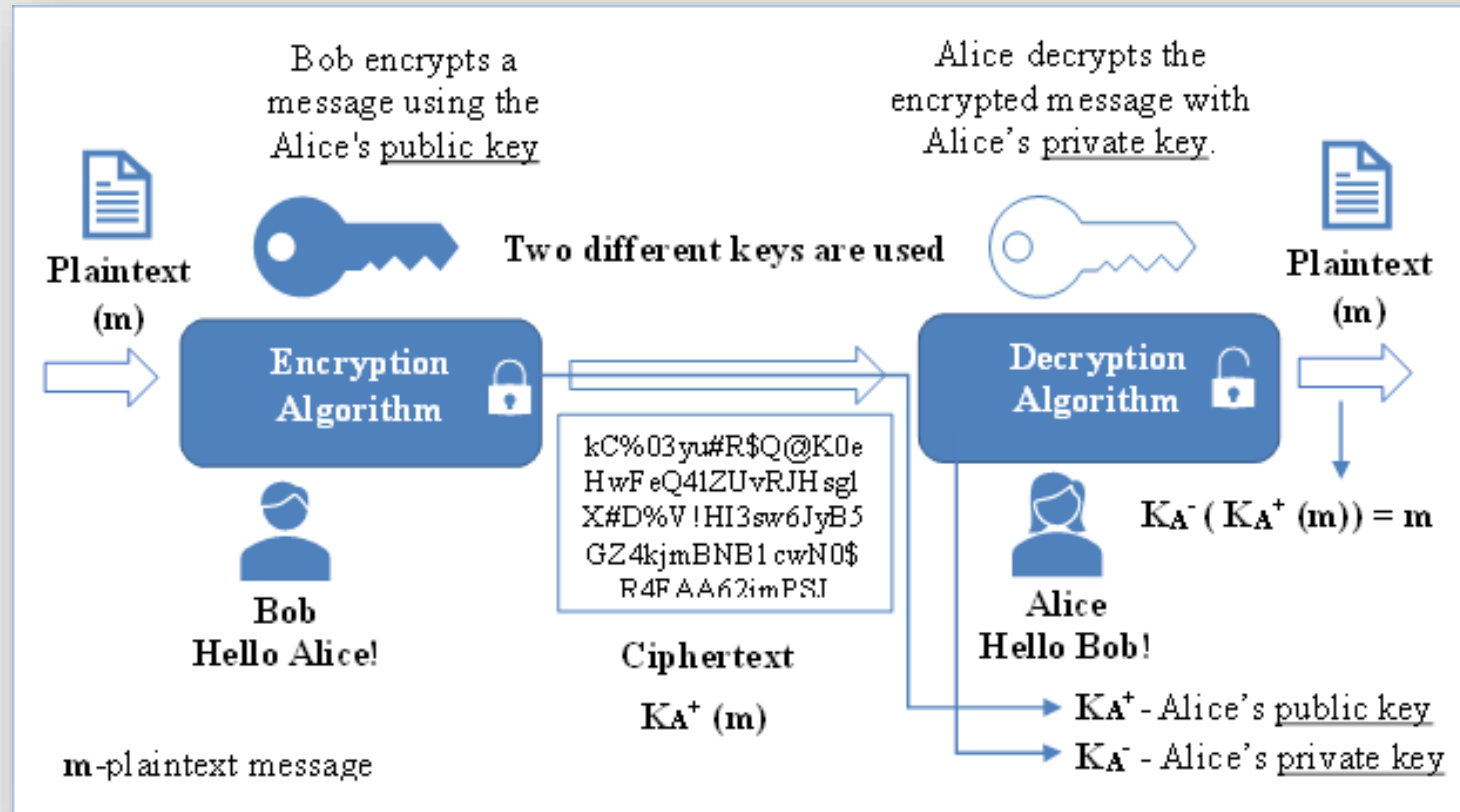 Bob encrypts a
message using the
Alice's public key
Alice decrypts the
encrypted message with
Alice's private key.
Plaintext
(m)
Two different keys are used
Plaintext
(m)
Encryption
Algorithm
Decryption
Algorithm
kC%03yu#R$Q@K0e
HwFeQ41ZUvRJHsgl
X#D%V!HI3sw6JyB5
GZ4kjmBNB1cwN0$
R4FAA62imPSJ
Bob
Hello Alice!
Ciphertext
KA+ (m)
Alice
Hello Bob!
KA- ( KA+ (m)) = m
KA+ - Alice's public key
KA- - Alice's private key
m-plaintext message